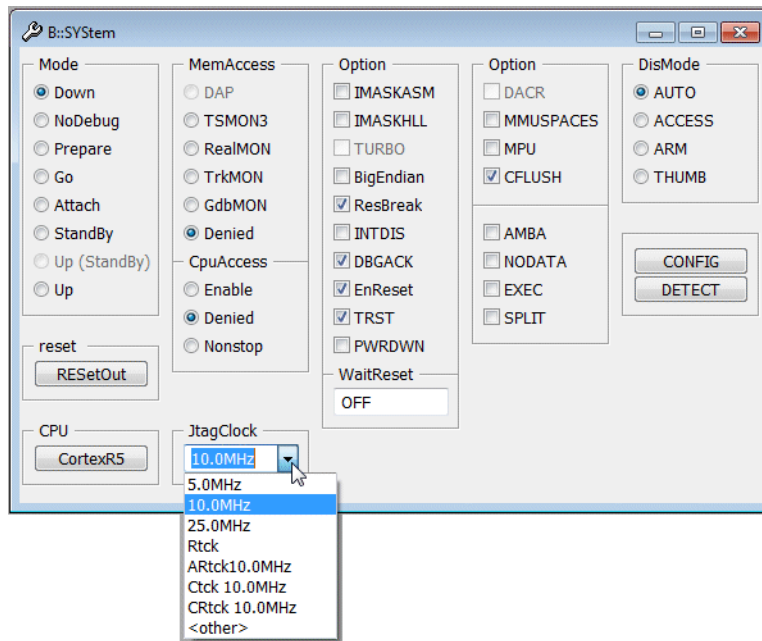 B::SYStem
Mode
Down
NoDebug
Prepare
Go
Attach
StandBy
Up (StandBy)
Up
reset
RESetOut
CPU
CortexR5
MemAccess
DAP
TSMON3
RealMON
TrkMON
GdbMON
Denied
CpuAccess
Enable
Denied
Nonstop
JtagClock
10.0MHz
5.0MHz
10.0MHz
25.0MHz
Rtck
ARtck10.0MHz
Ctck 10.0MHz
CRtck 10.0MHz
<other>
Option
IMASKASM
IMASKHLL
TURBO
BigEndian
ResBreak
INTDIS
DBGACK
EnReset
TRST
PWRDWN
WaitReset
OFF
Option
DACR
MMUSPACES
MPU
CFLUSH
AMBA
NODATA
EXEC
SPLIT
DisMode
AUTO
ACCESS
ARM
THUMB
CONFIG
DETECT